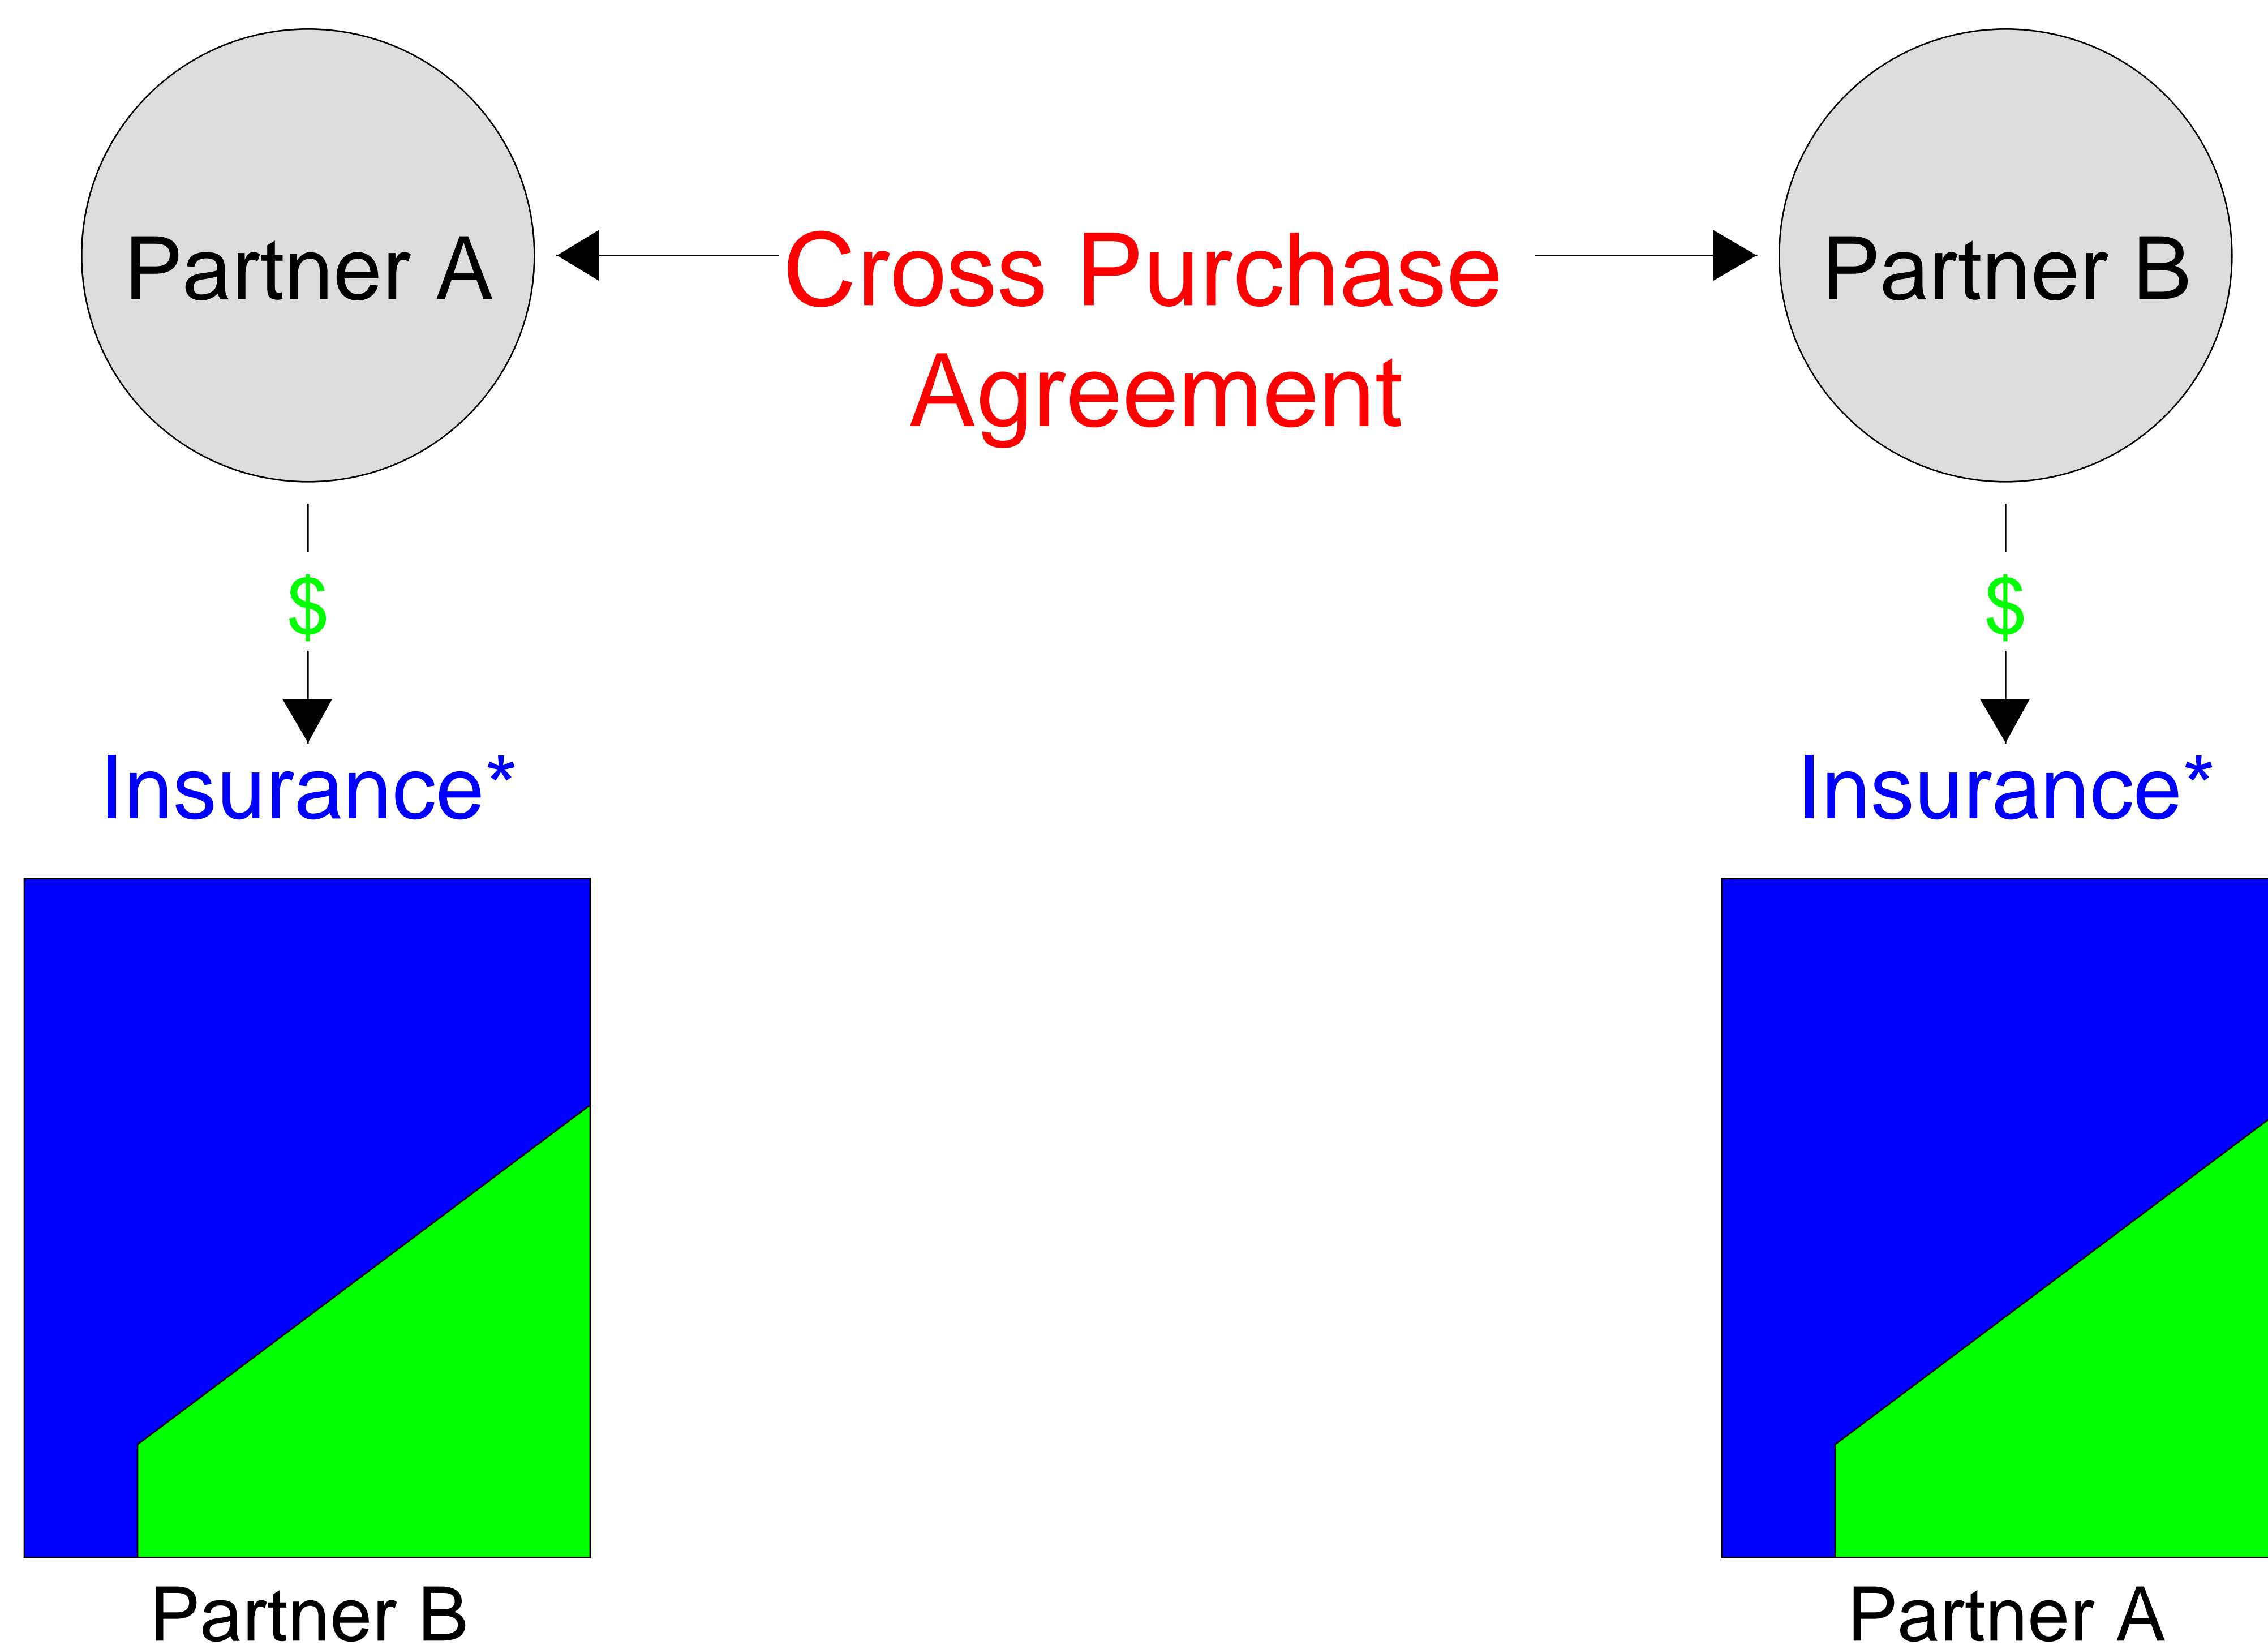 Partner A
Cross Purchase
Agreement
Partner B
$
$
Insurance*
Insurance*
Partner B
Partner A